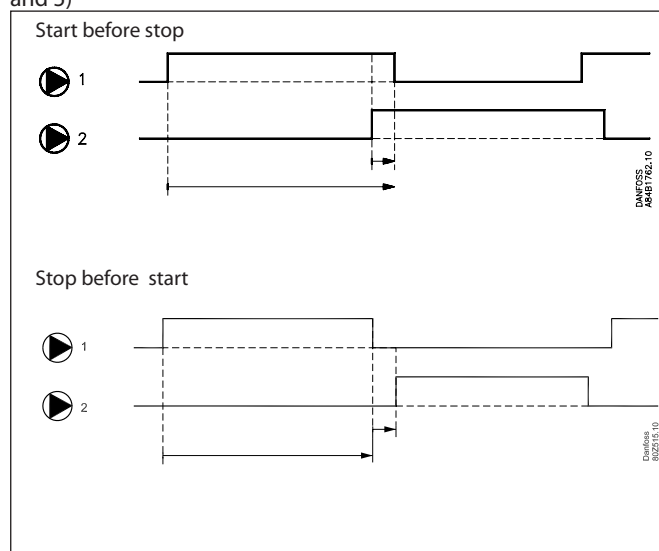 and 5)
Start before stop
1
2
DANFOSS
A84B1762.10
Stop before start
1
2
Danfoss
80Z515.10